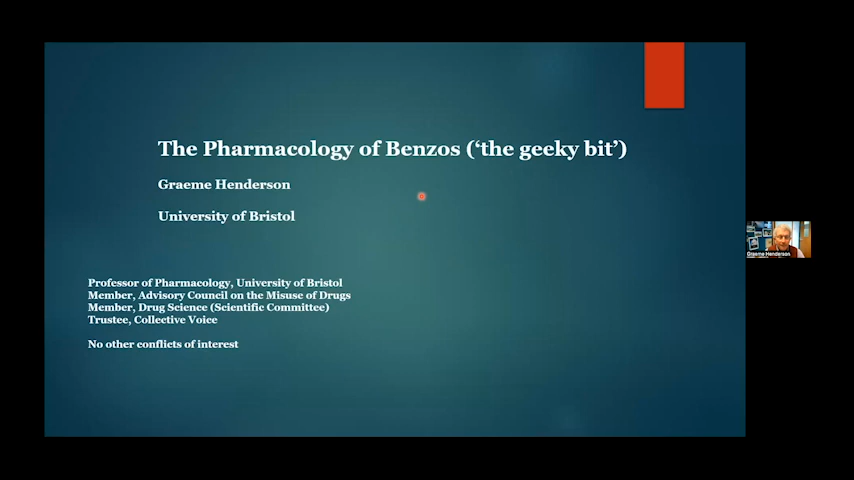 The Pharmacology of Benzos (‘the geeky bit’)
Graeme Henderson
University of Bristol
Professor of Pharmacology, University of Bristol
Member, Advisory Council on the Misuse of Drugs
Member, Drug Science (Scientific Committee)
Trustee, Collective Voice
No other conflicts of interest
Graeme Henderson